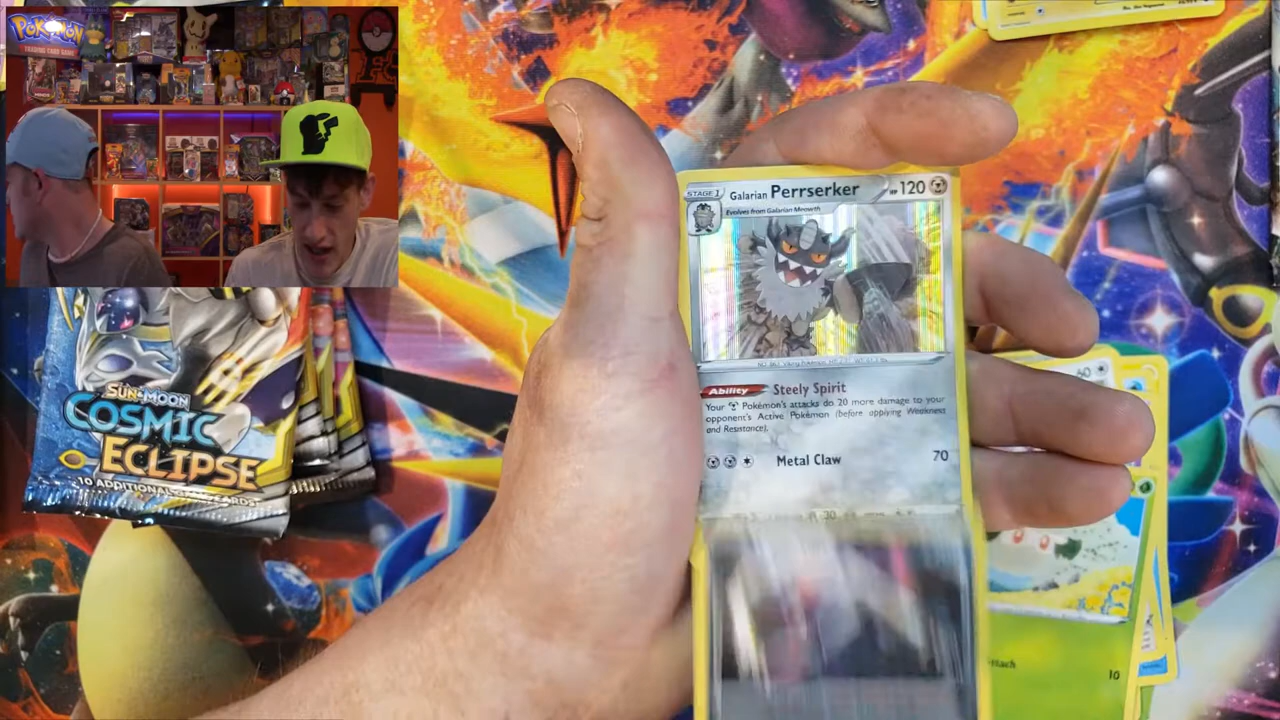 POKéMON
TRADING CARD GAME
STAGE 1
Galarian Perrserker
HP 120
Evolves from Galarian Meowth
Ability
Steely Spirit
Your Pokémon's attacks do 20 more damage to your
opponent's Active Pokémon (before applying Weakness
and Resistance).
Metal Claw 70
30
SUN & MOON
COSMIC
ECLIPSE
10 ADDITIONAL GAME CARDS
60
10